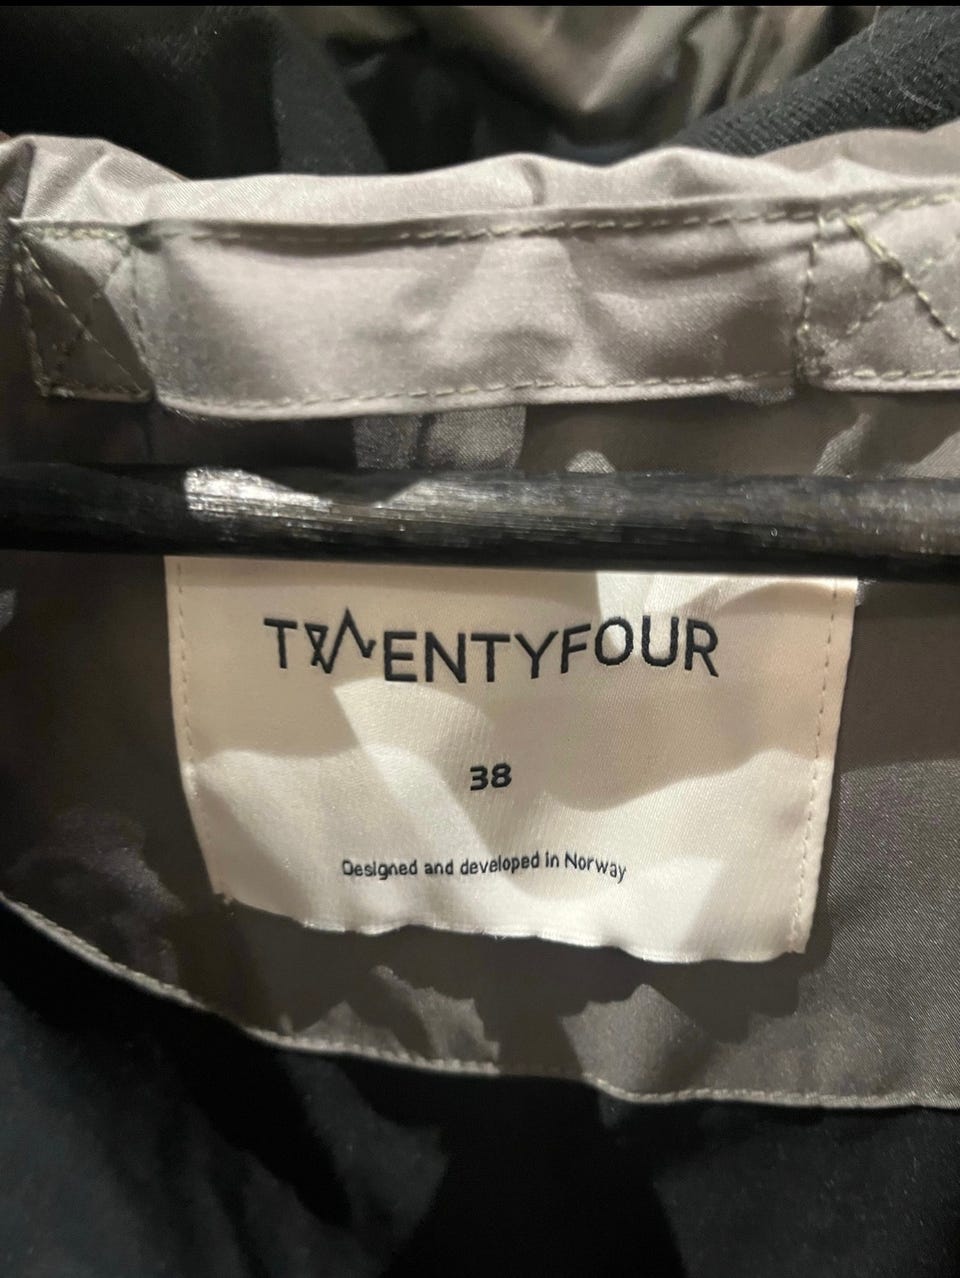 TWENTYFOUR
38
Designed and developed in Norway